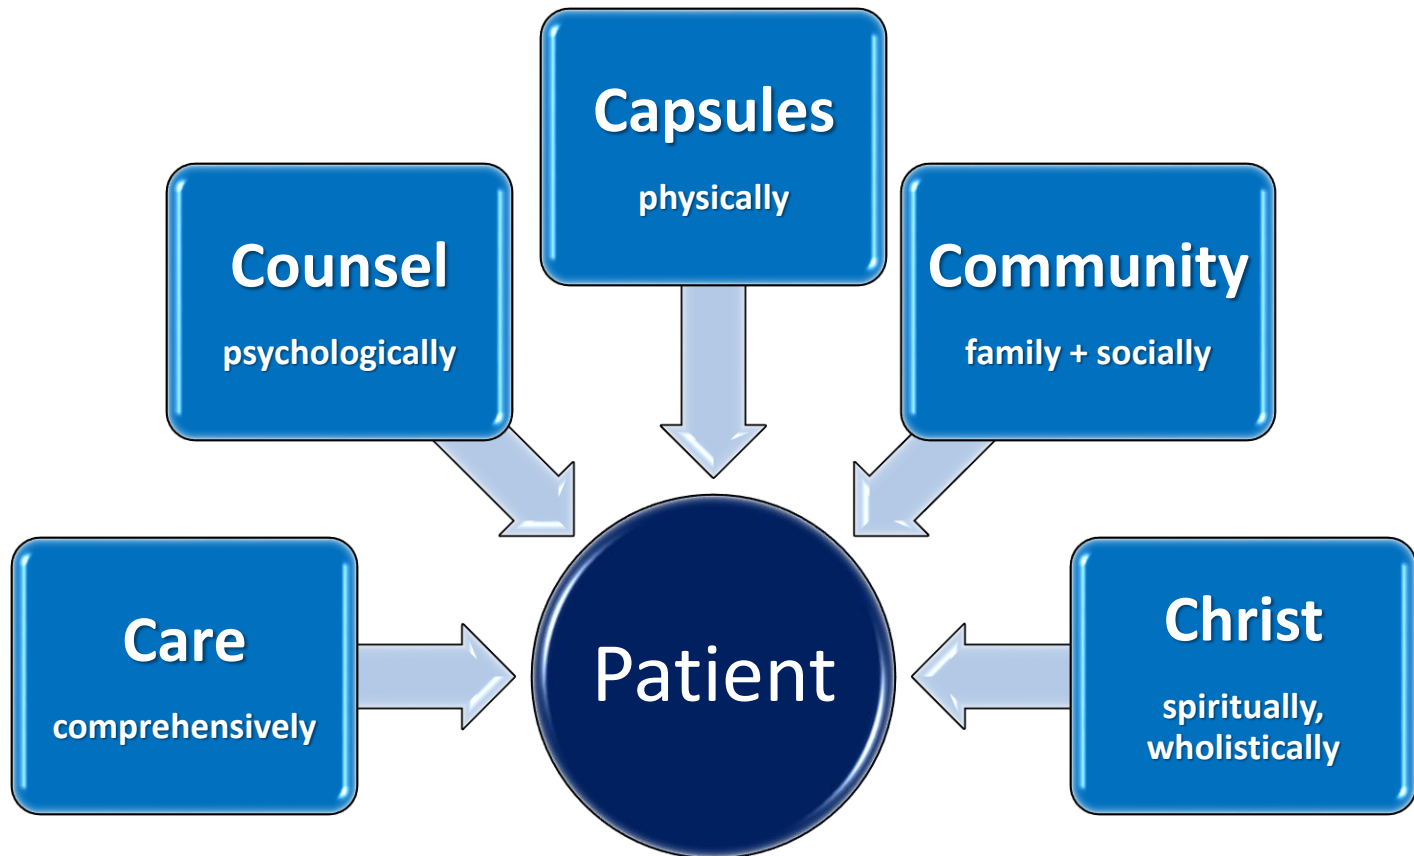 Capsules
physically
Counsel
psychologically
Community
family + socially
Care
comprehensively
Patient
Christ
spiritually,
wholistically